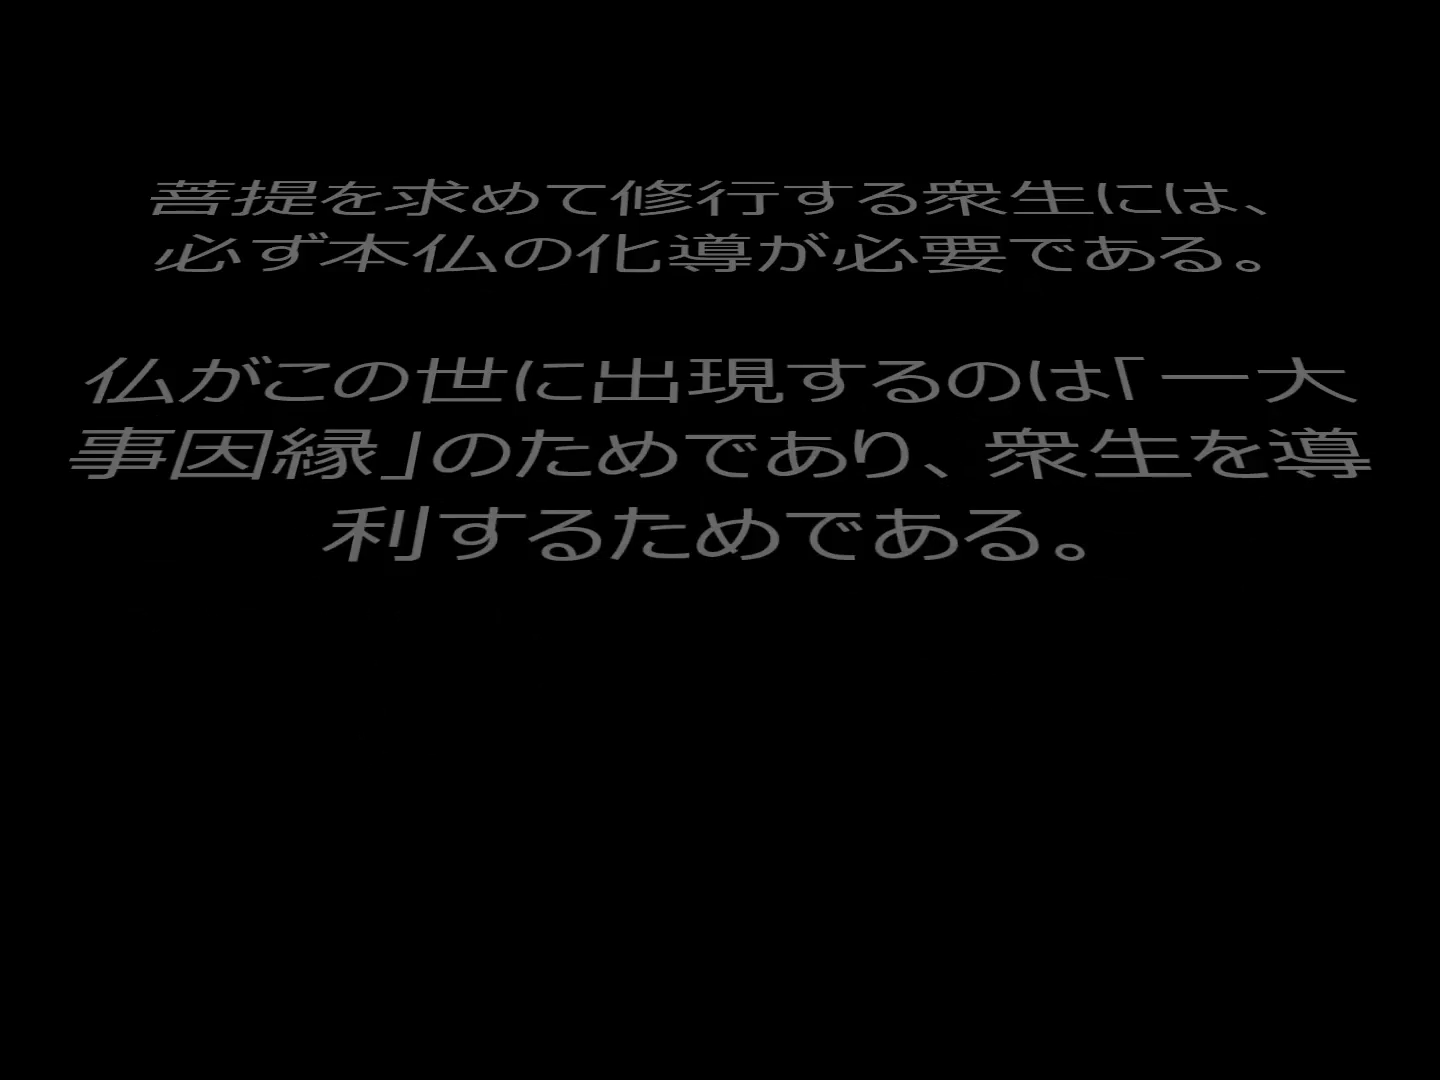 菩提を求めて修行する衆生には、
必ず本仏の化導が必要である。
仏がこの世に出現するのは「一大
事因縁」のためであり、衆生を導
利するためである。